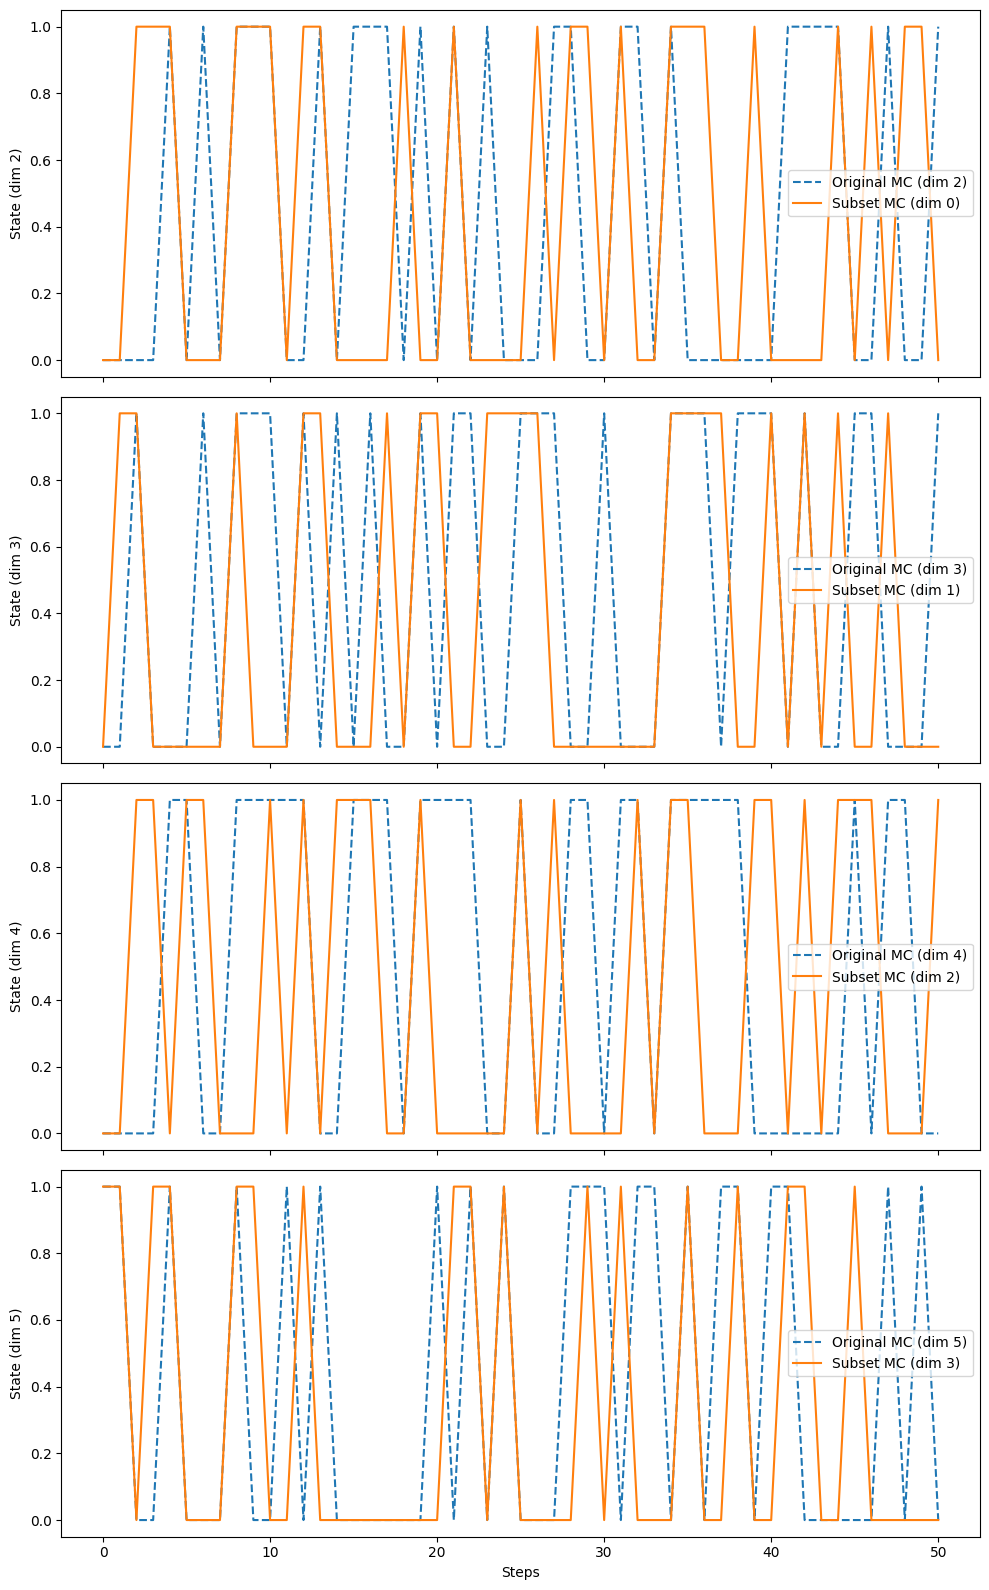 1.0
0.8
0.6
0.4
0.2
0.0
State (dim 2)
Original MC (dim 2)
Subset MC (dim 0)
1.0
0.8
0.6
0.4
0.2
0.0
State (dim 3)
Original MC (dim 3)
Subset MC (dim 1)
1.0
0.8
0.6
0.4
0.2
0.0
State (dim 4)
Original MC (dim 4)
Subset MC (dim 2)
1.0
0.8
0.6
0.4
0.2
0.0
State (dim 5)
Original MC (dim 5)
Subset MC (dim 3)
0 10 20 30 40 50
Steps